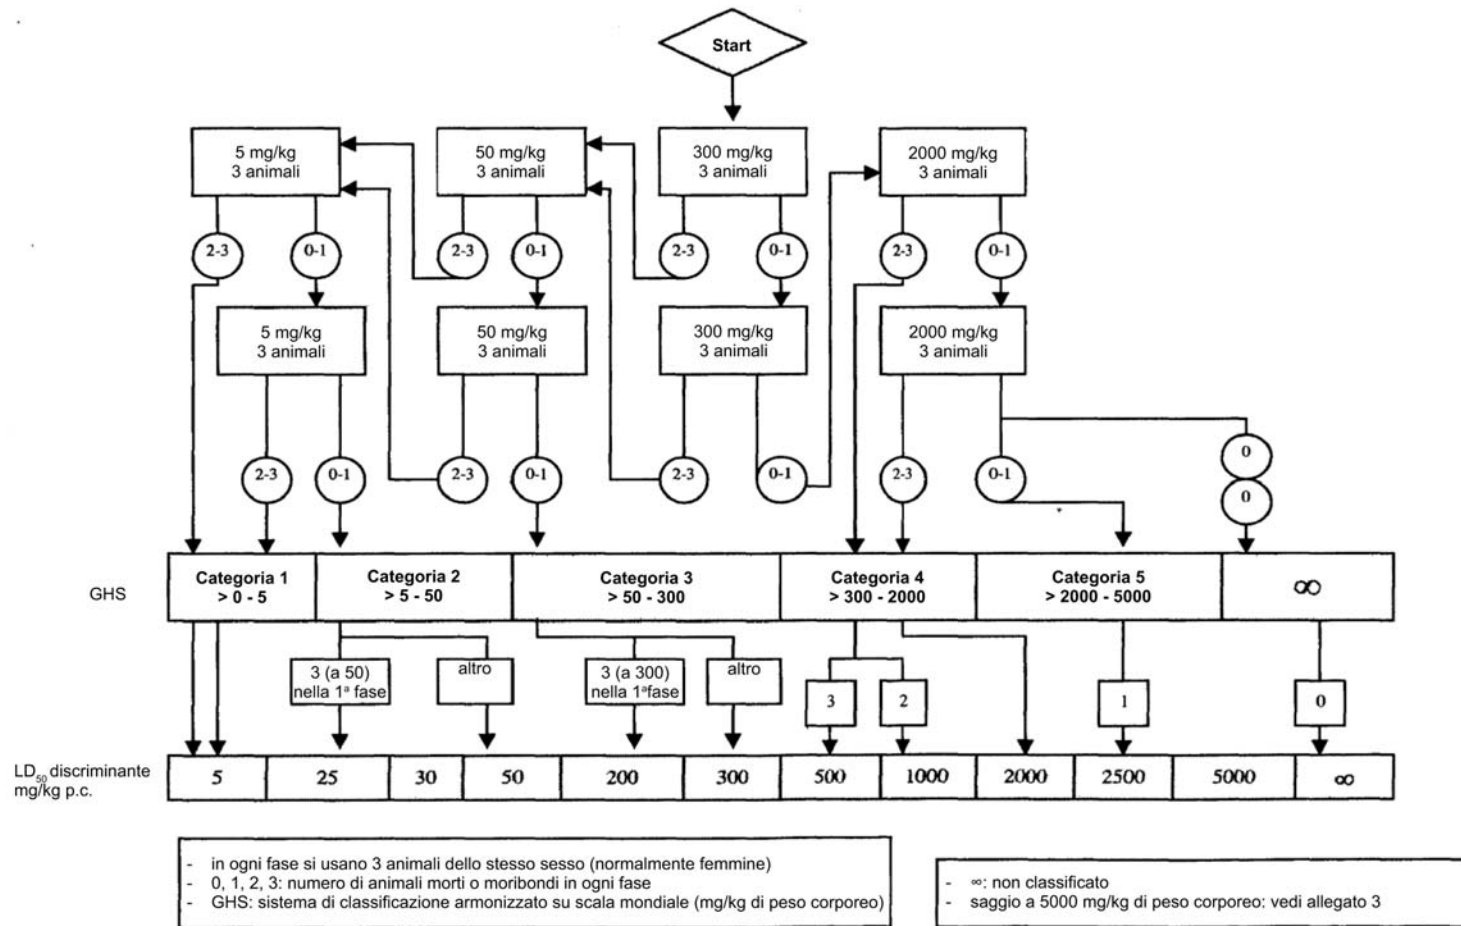 Start
5 mg/kg
3 animali
50 mg/kg
3 animali
300 mg/kg
3 animali
2000 mg/kg
3 animali
2-3
0-1
2-3
0-1
2-3
0-1
2-3
0-1
5 mg/kg
3 animali
50 mg/kg
3 animali
300 mg/kg
3 animali
2000 mg/kg
3 animali
2-3
0-1
2-3
0-1
2-3
0-1
2-3
0-1
0
0
GHS
Categoria 1
> 0 - 5
Categoria 2
> 5 - 50
Categoria 3
> 50 - 300
Categoria 4
> 300 - 2000
Categoria 5
> 2000 - 5000
∞
3 (a 50)
nella 1ª fase
altro
3 (a 300)
nella 1ªfase
altro
3
2
1
0
LD50 discriminante
mg/kg p.c.
5
25
30
50
200
300
500
1000
2000
2500
5000
∞
- in ogni fase si usano 3 animali dello stesso sesso (normalmente femmine)
- 0, 1, 2, 3: numero di animali morti o moribondi in ogni fase
- GHS: sistema di classificazione armonizzato su scala mondiale (mg/kg di peso corporeo)
- ∞: non classificato
- saggio a 5000 mg/kg di peso corporeo: vedi allegato 3